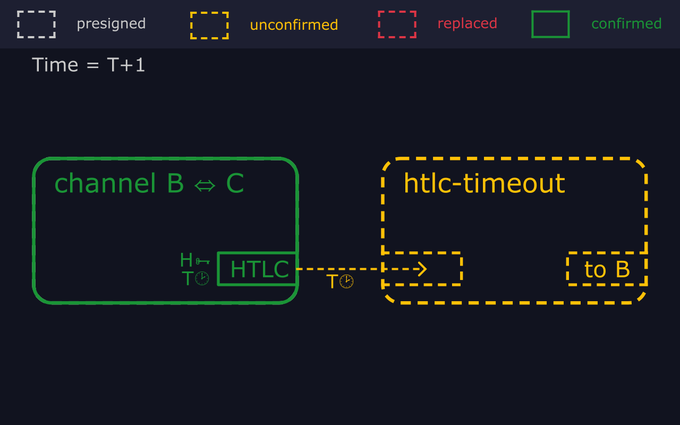 presigned
unconfirmed
replaced
confirmed
Time = T+1
channel B ⇔ C
htlc-timeout
H🗝
T🕑
HTLC
T🕑
to B